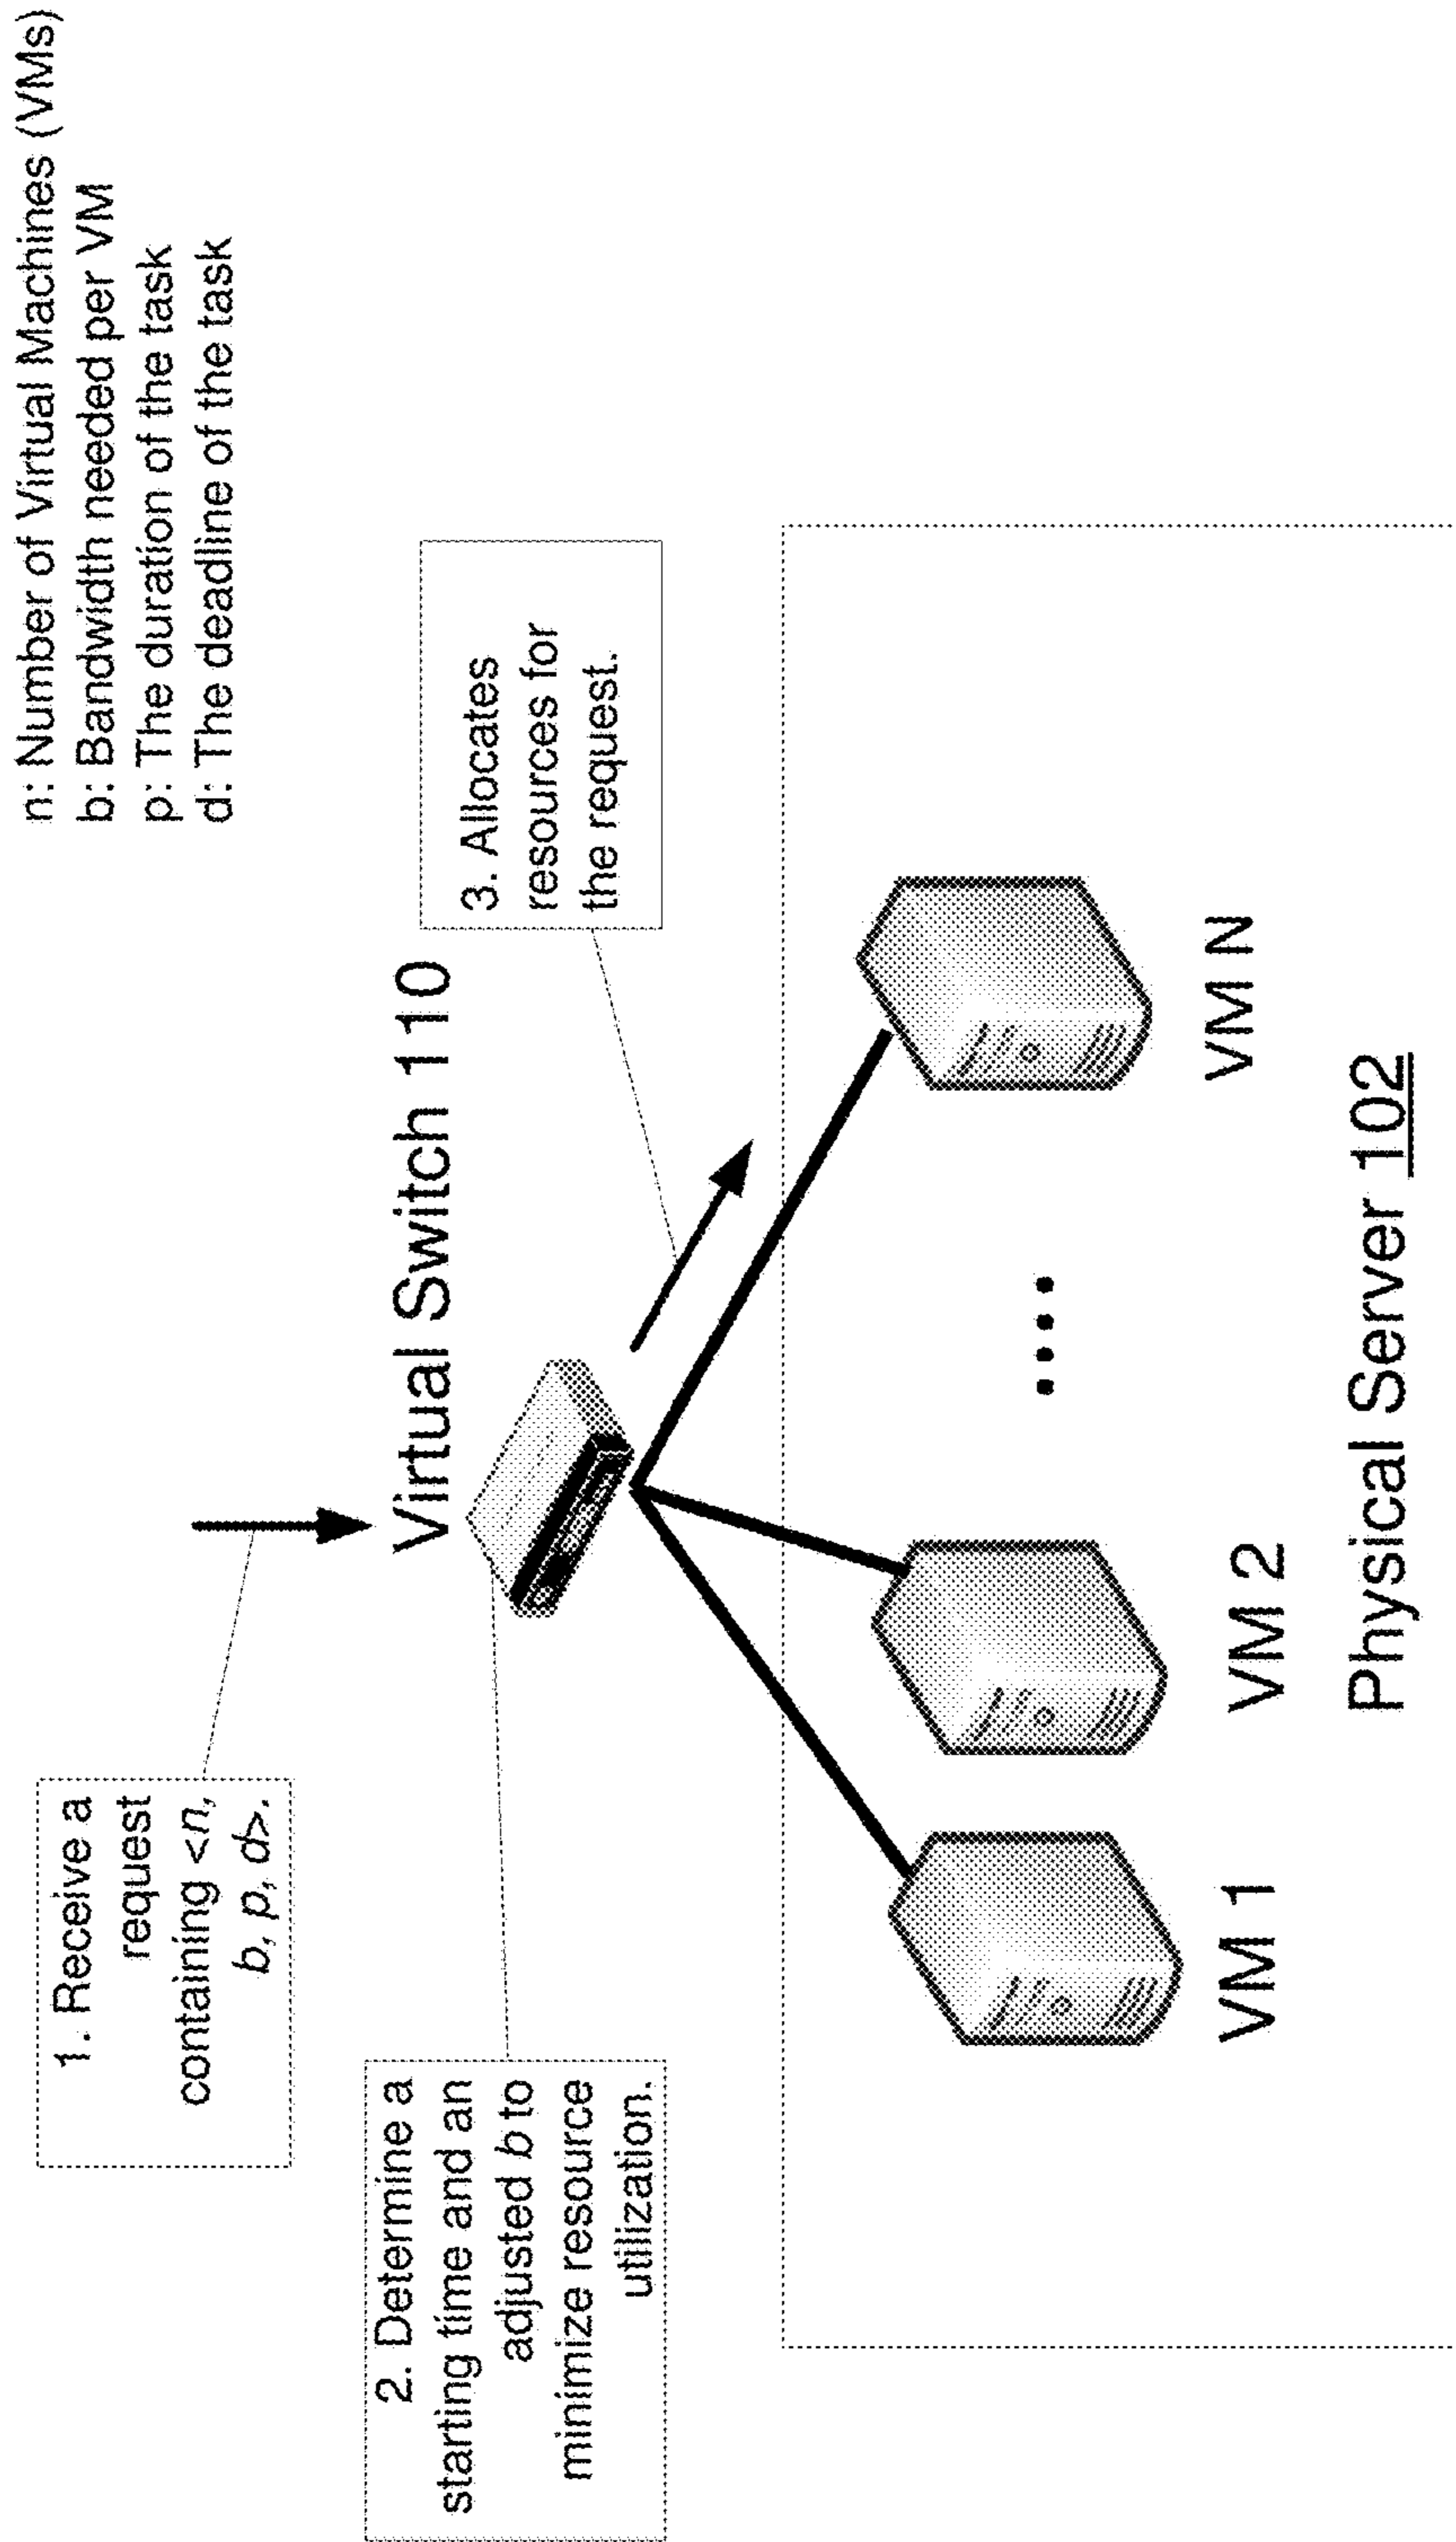 n: Number of Virtual Machines (VMs)
b: Bandwidth needed per VM
p: The duration of the task
d: The deadline of the task
1. Receive a
request
containing <n,
b, p, d>.
Virtual Switch 110
2. Determine a
starting time and an
adjusted b to
minimize resource
utilization.
3. Allocates
resources for
the request.
VM 1
VM 2
VM N
Physical Server 102